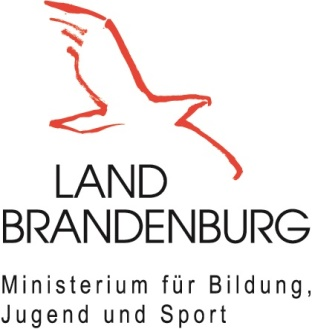 LAND
BRANDENBURG
Ministerium für Bildung,
Jugend und Sport